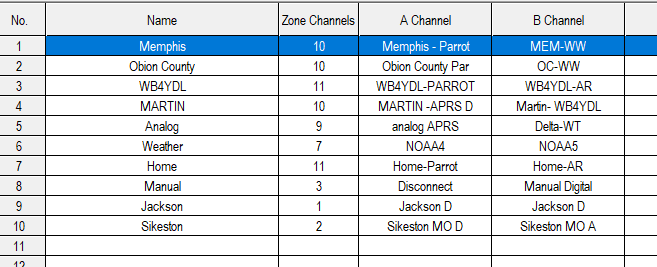 No. Name Zone Channels A Channel B Channel
1 Memphis 10 Memphis - Parrot MEM-WW
2 Obion County 10 Obion County Par OC-WW
3 WB4YDL 11 WB4YDL-PARROT WB4YDL-AR
4 MARTIN 10 MARTIN -APRS D Martin- WB4YDL
5 Analog 9 analog APRS Delta-WT
6 Weather 7 NOAA4 NOAA5
7 Home 11 Home-Parrot Home-AR
8 Manual 3 Disconnect Manual Digital
9 Jackson 1 Jackson D Jackson D
10 Sikeston 2 Sikeston MO D Sikeston MO A
11
12